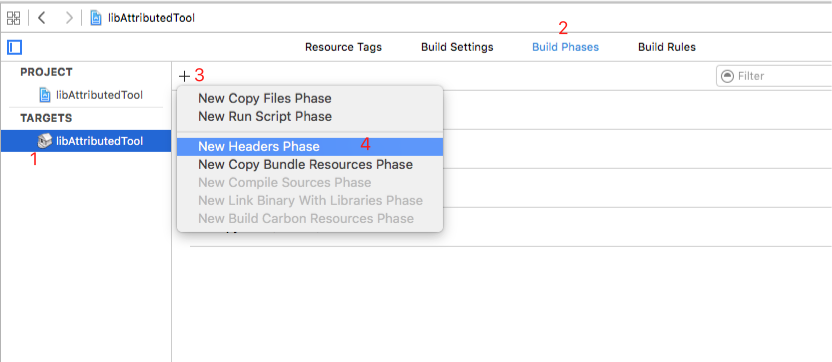 libAttributedTool
2
Resource Tags Build Settings Build Phases Build Rules
PROJECT
libAttributedTool
TARGETS
libAttributedTool
1
3
Filter
New Copy Files Phase
New Run Script Phase
New Headers Phase 4
New Copy Bundle Resources Phase
New Compile Sources Phase
New Link Binary With Libraries Phase
New Build Carbon Resources Phase